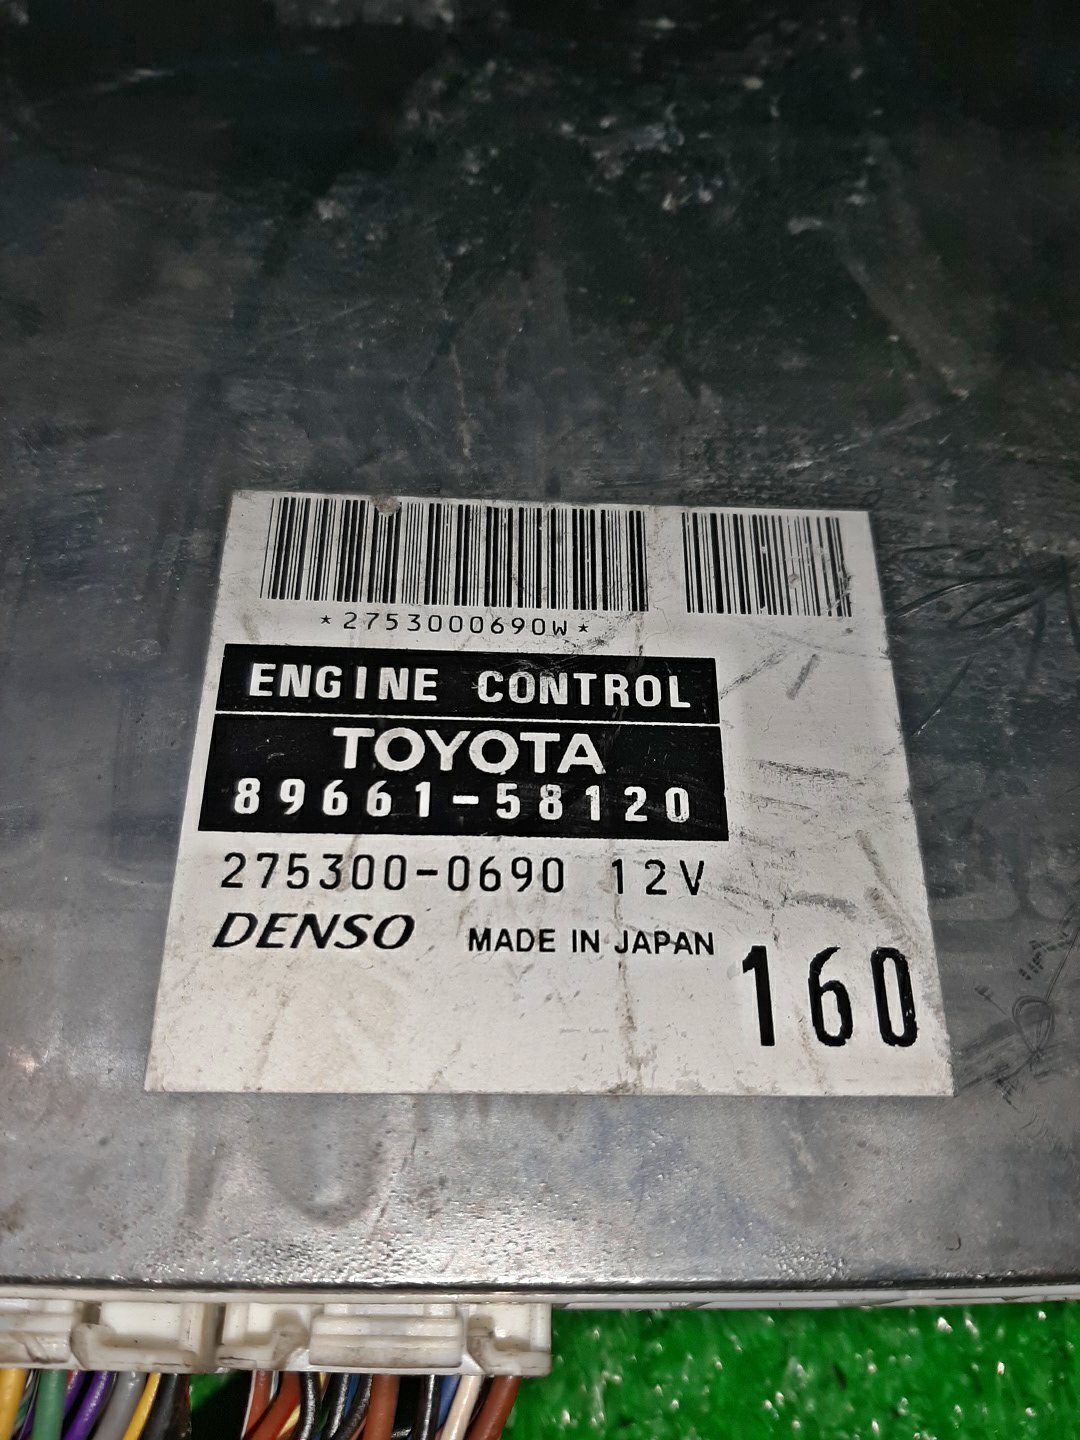 *2753000690W*
ENGINE CONTROL
TOYOTA
89661-58120
275300-0690 12V
DENSO MADE IN JAPAN
160